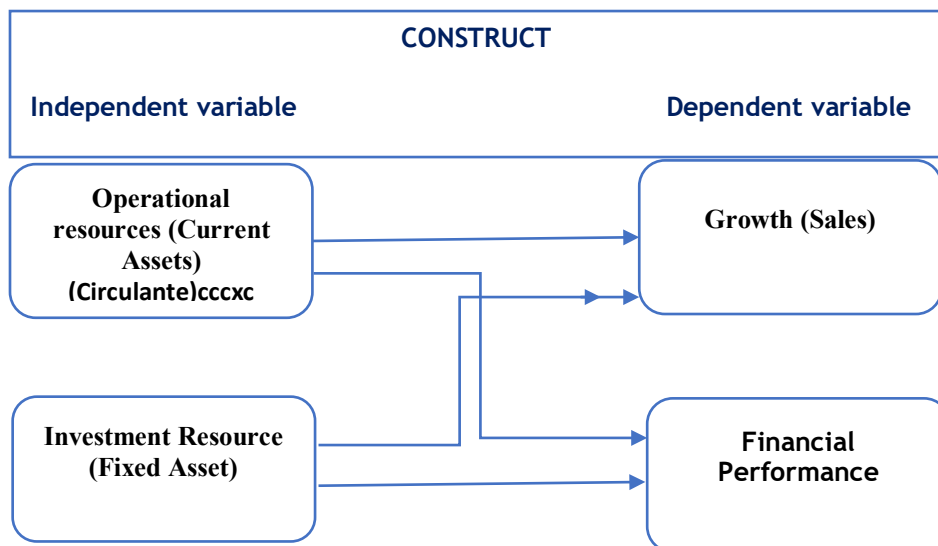 CONSTRUCT
Independent variable
Dependent variable
Operational
resources (Current
Assets)
(Circulante)cccxc
Growth (Sales)
Investment Resource
(Fixed Asset)
Financial
Performance